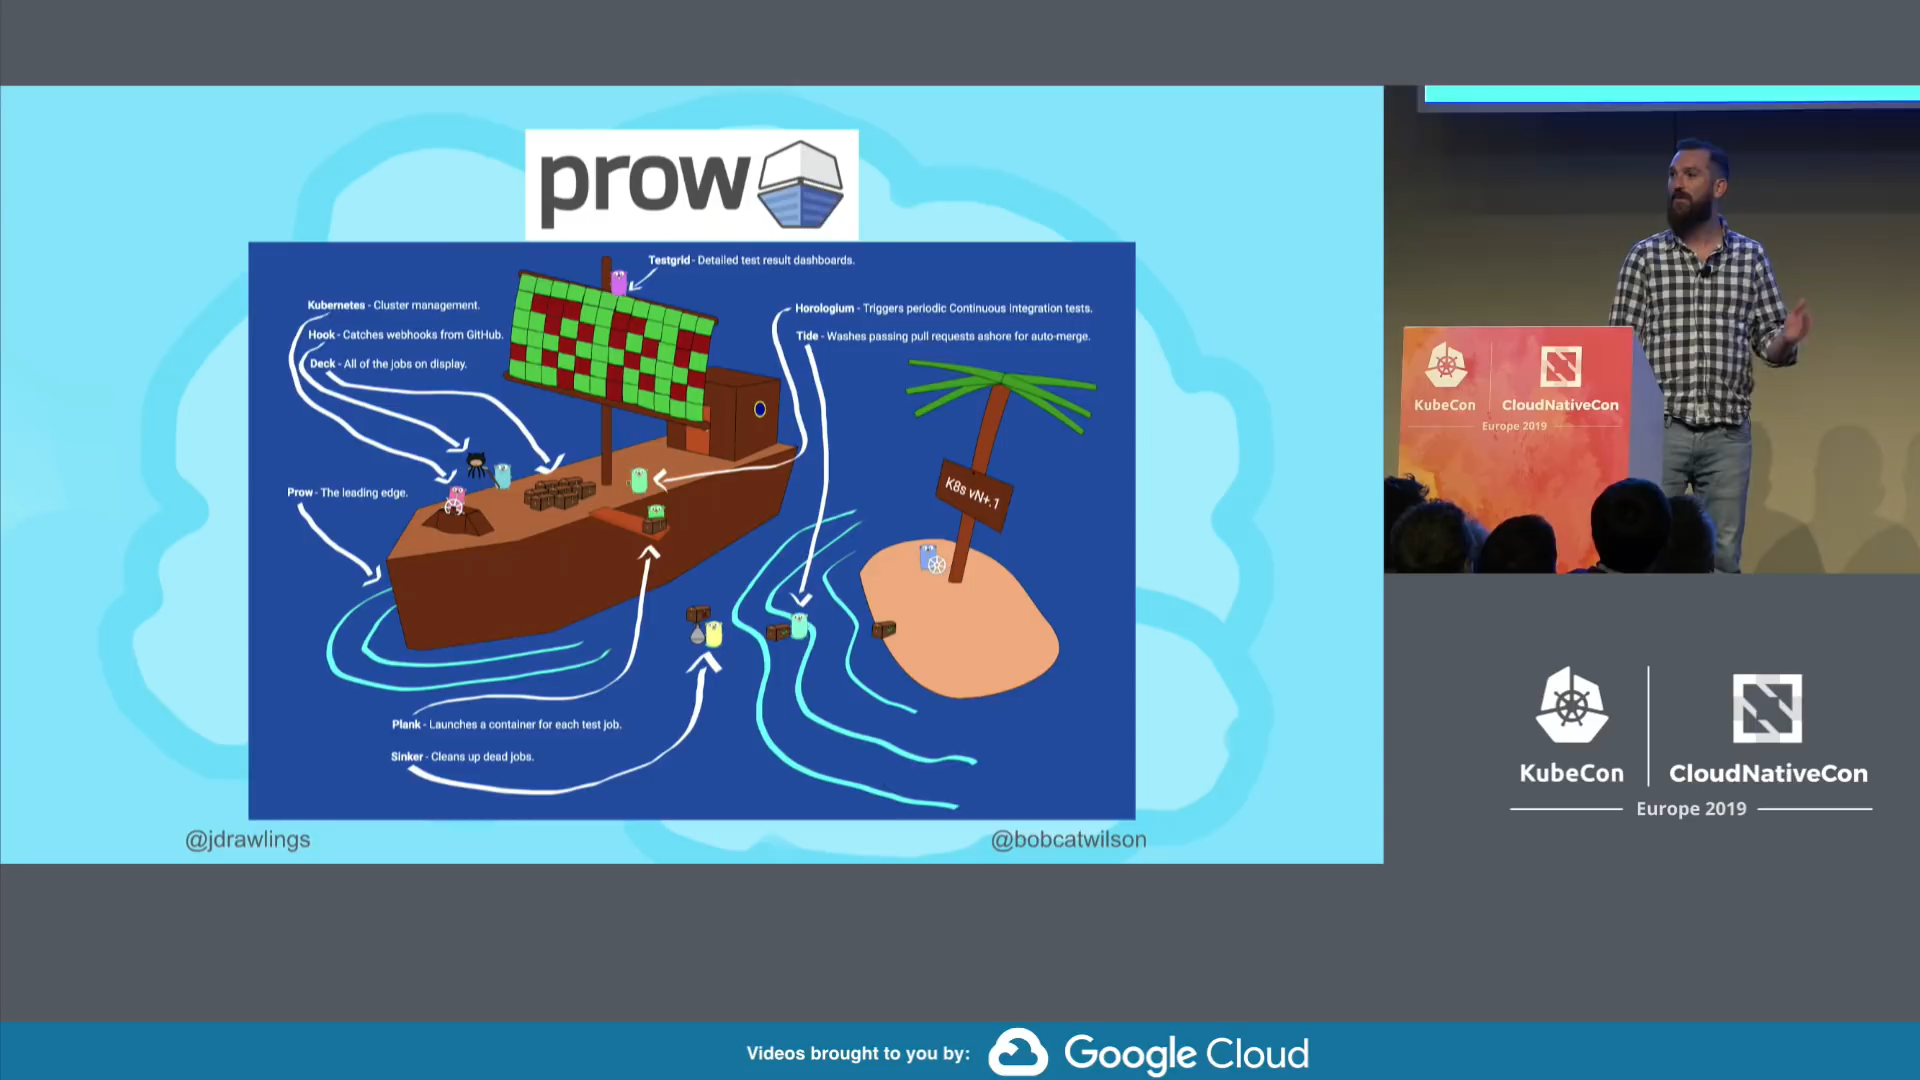 prow
Testgrid - Detailed test result dashboards.
Kubernetes - Cluster management.
Hook - Catches webhooks from GitHub.
Deck - All of the jobs on display.
Horologium - Triggers periodic Continuous integration tests.
Tide - Washes passing pull requests ashore for auto-merge.
Prow - The leading edge.
K8s vN+.1
Plank - Launches a container for each test job.
Sinker - Cleans up dead jobs.
@jdrawlings
@bobcatwilson
KubeCon
CloudNativeCon
Europe 2019
KubeCon
CloudNativeCon
Europe 2019
Videos brought to you by:
Google Cloud